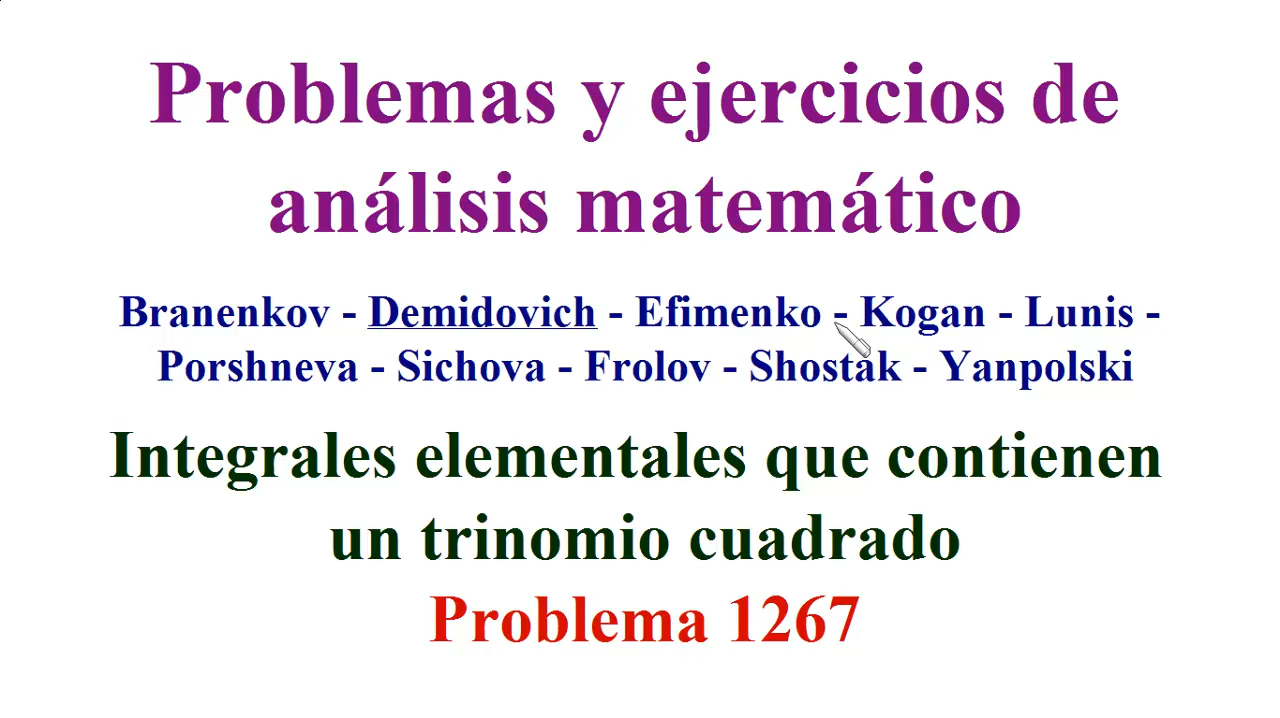 Problemas y ejercicios de
análisis matemático
Branenkov - Demidovich - Efimenko - Kogan - Lunis -
Porshneva - Sichova - Frolov - Shostak - Yanpolski
Integrales elementales que contienen
un trinomio cuadrado
Problema 1267